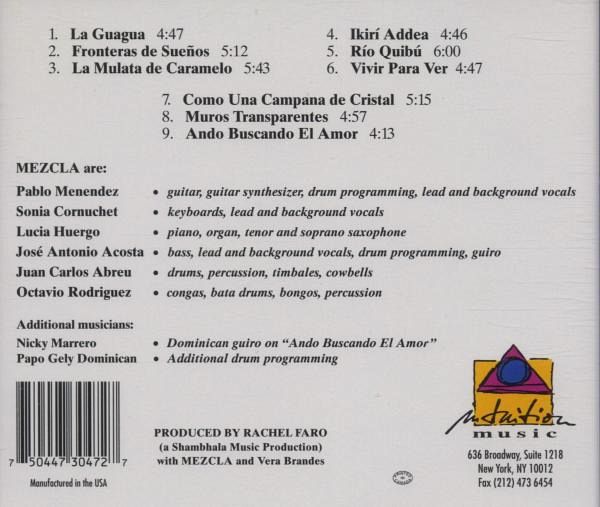 1. La Guagua 4:47
2. Fronteras de Sueños 5:12
3. La Mulata de Caramelo 5:43
4. Ikirí Addea 4:46
5. Río Quibú 6:00
6. Vivir Para Ver 4:47
7. Como Una Campana de Cristal 5:15
8. Muros Transparentes 4:57
9. Ando Buscando El Amor 4:13
MEZCLA are:
Pablo Menendez • guitar, guitar synthesizer, drum programming, lead and background vocals
Sonia Cornuchet • keyboards, lead and background vocals
Lucia Huergo • piano, organ, tenor and soprano saxophone
José Antonio Acosta • bass, lead and background vocals, drum programming, guiro
Juan Carlos Abreu • drums, percussion, timbales, cowbells
Octavio Rodriguez • congas, bata drums, bongos, percussion
Additional musicians:
Nicky Marrero • Dominican guiro on "Ando Buscando El Amor"
Papo Gely Dominican • Additional drum programming
7 50447 30472 7
Manufactured in the USA
PRODUCED BY RACHEL FARO
(a Shambhala Music Production)
with MEZCLA and Vera Brandes
PRINTED IN CANADA
intuition
music
636 Broadway, Suite 1218
New York, NY 10012
Fax (212) 473 6454